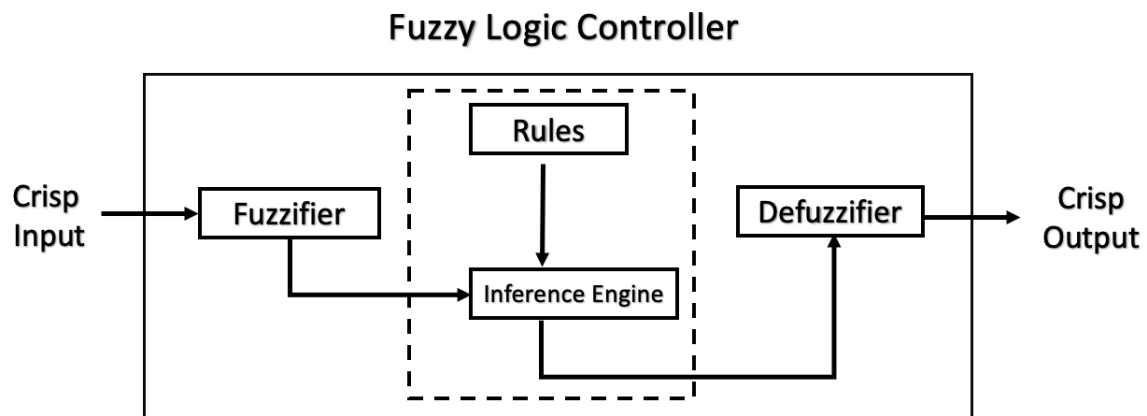 Fuzzy Logic Controller
Rules
Crisp
Input
Fuzzifier
Defuzzifier
Crisp
Output
Inference Engine